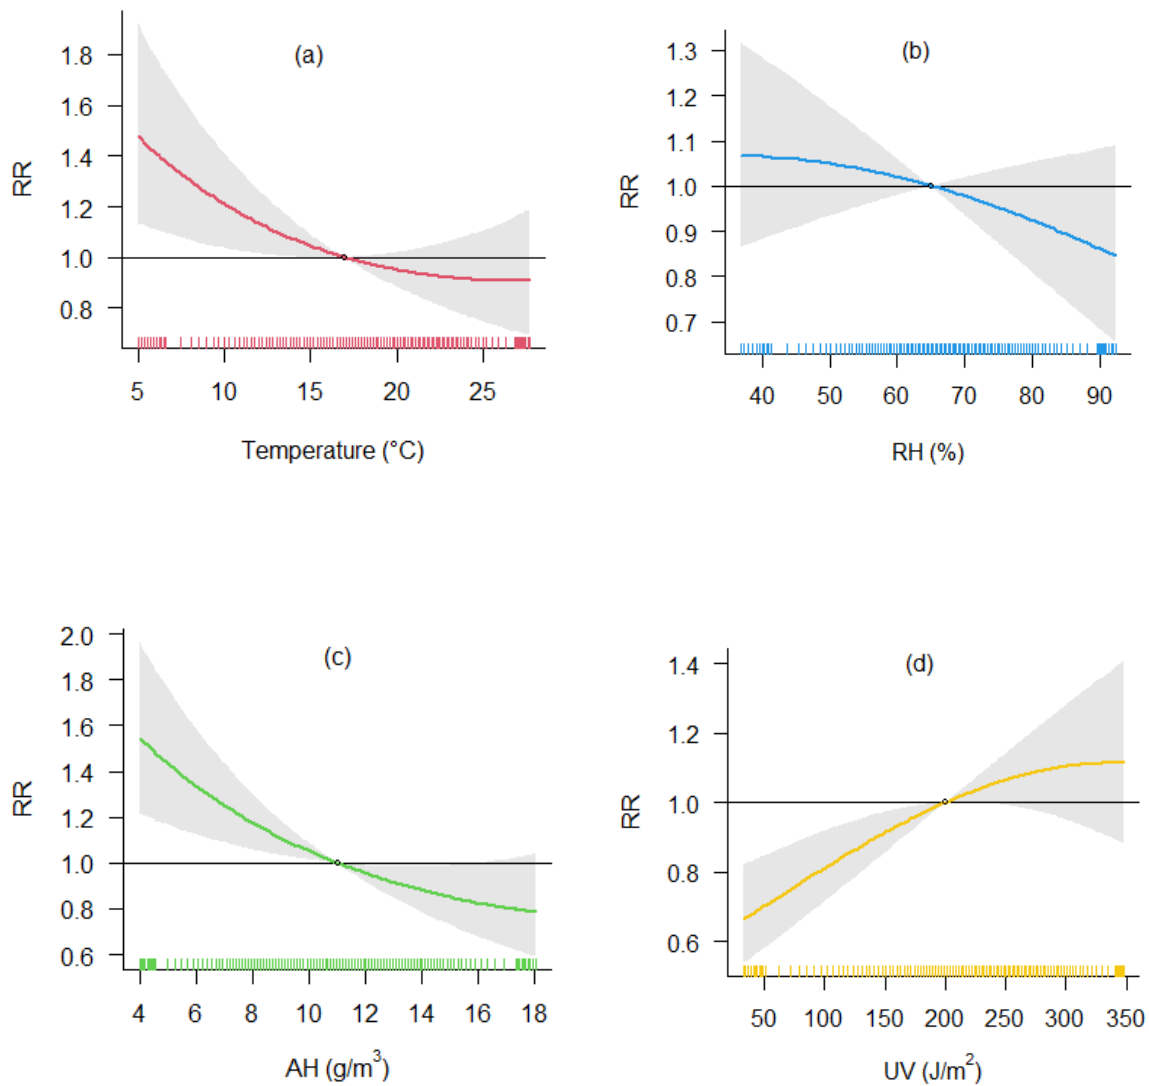 (a)
RR
1.8
1.6
1.4
1.2
1.0
0.8
5 10 15 20 25
Temperature (°C)
(b)
RR
1.3
1.2
1.1
1.0
0.9
0.8
0.7
40 50 60 70 80 90
RH (%)
(c)
RR
2.0
1.8
1.6
1.4
1.2
1.0
0.8
0.6
4 6 8 10 12 14 16 18
AH (g/m³)
(d)
RR
1.4
1.2
1.0
0.8
0.6
50 100 150 200 250 300 350
UV (J/m²)